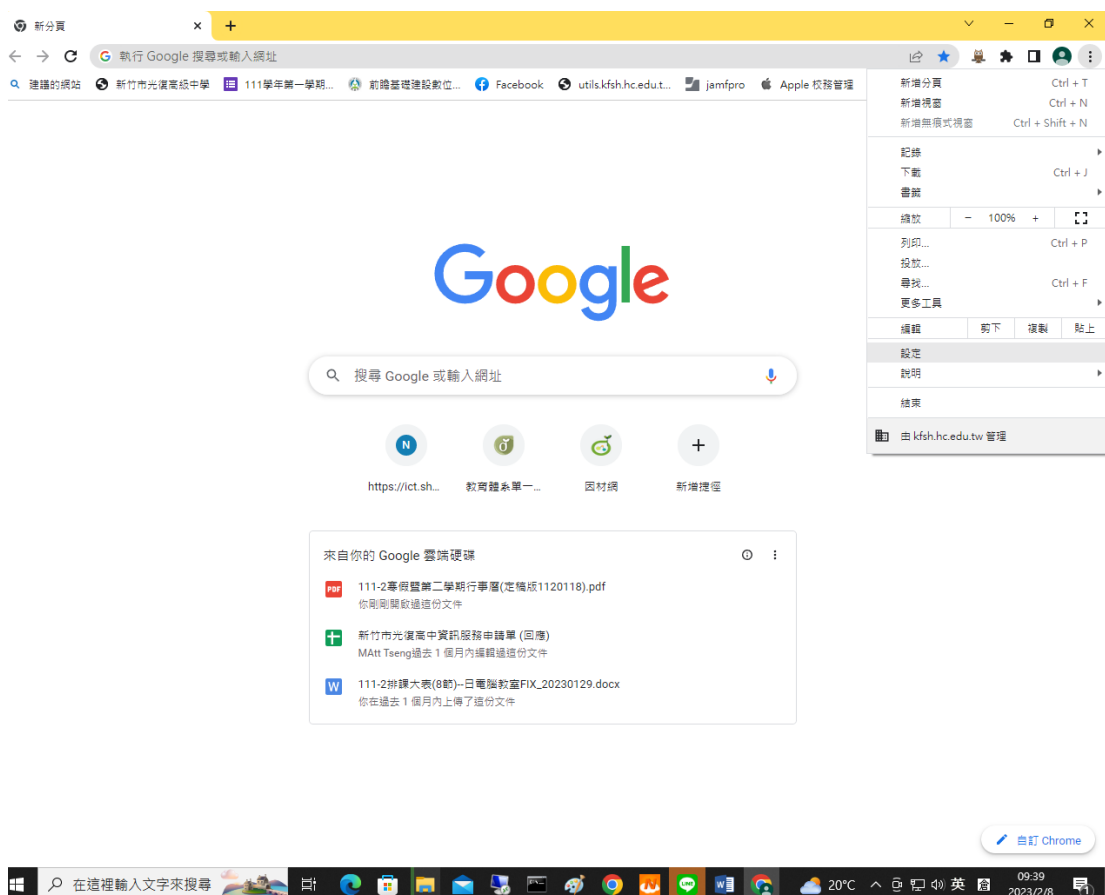 新分頁
執行 Google 搜尋或輸入網址
建議的網站 新竹市光復高級中學 111學年第一學期... 前瞻基礎建設數位... Facebook utils.kfsh.hc.edu.t... jamfpro Apple 校務管理
新增分頁 Ctrl + T
新增視窗 Ctrl + N
新增無痕式視窗 Ctrl + Shift + N
記錄
下載 Ctrl + J
書籤
縮放 - 100% +
列印... Ctrl + P
投放...
尋找... Ctrl + F
更多工具
編輯 剪下 複製 貼上
設定
說明
結束
由 kfsh.hc.edu.tw 管理
Google
搜尋 Google 或輸入網址
N
https://ict.sh... 教育體系單一... 因材網 新增捷徑
來自你的 Google 雲端硬碟
PDF 111-2寒假暨第二學期行事曆(定稿版1120118).pdf
你剛剛開啟過這份文件
新竹市光復高中資訊服務申請單 (回應)
MAtt Tseng過去 1 個月內編輯過這份文件
W 111-2排課大表(8節)--日電腦教室FIX_20230129.docx
你在過去 1 個月內上傳了這份文件
自訂 Chrome
在這裡輸入文字來搜尋 20°C 英 09:39
2023/2/8